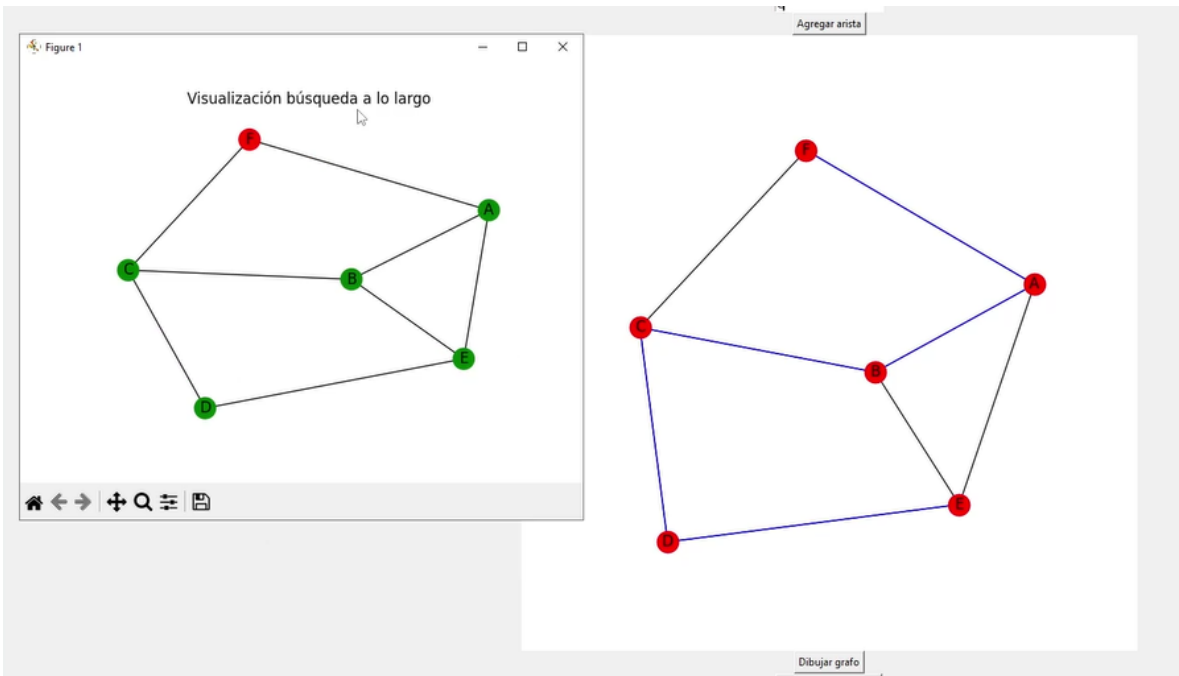 Agregar arista
Figure 1
Visualización búsqueda a lo largo
F
A
C
B
E
D
F
A
C
B
E
D
Dibujar grafo